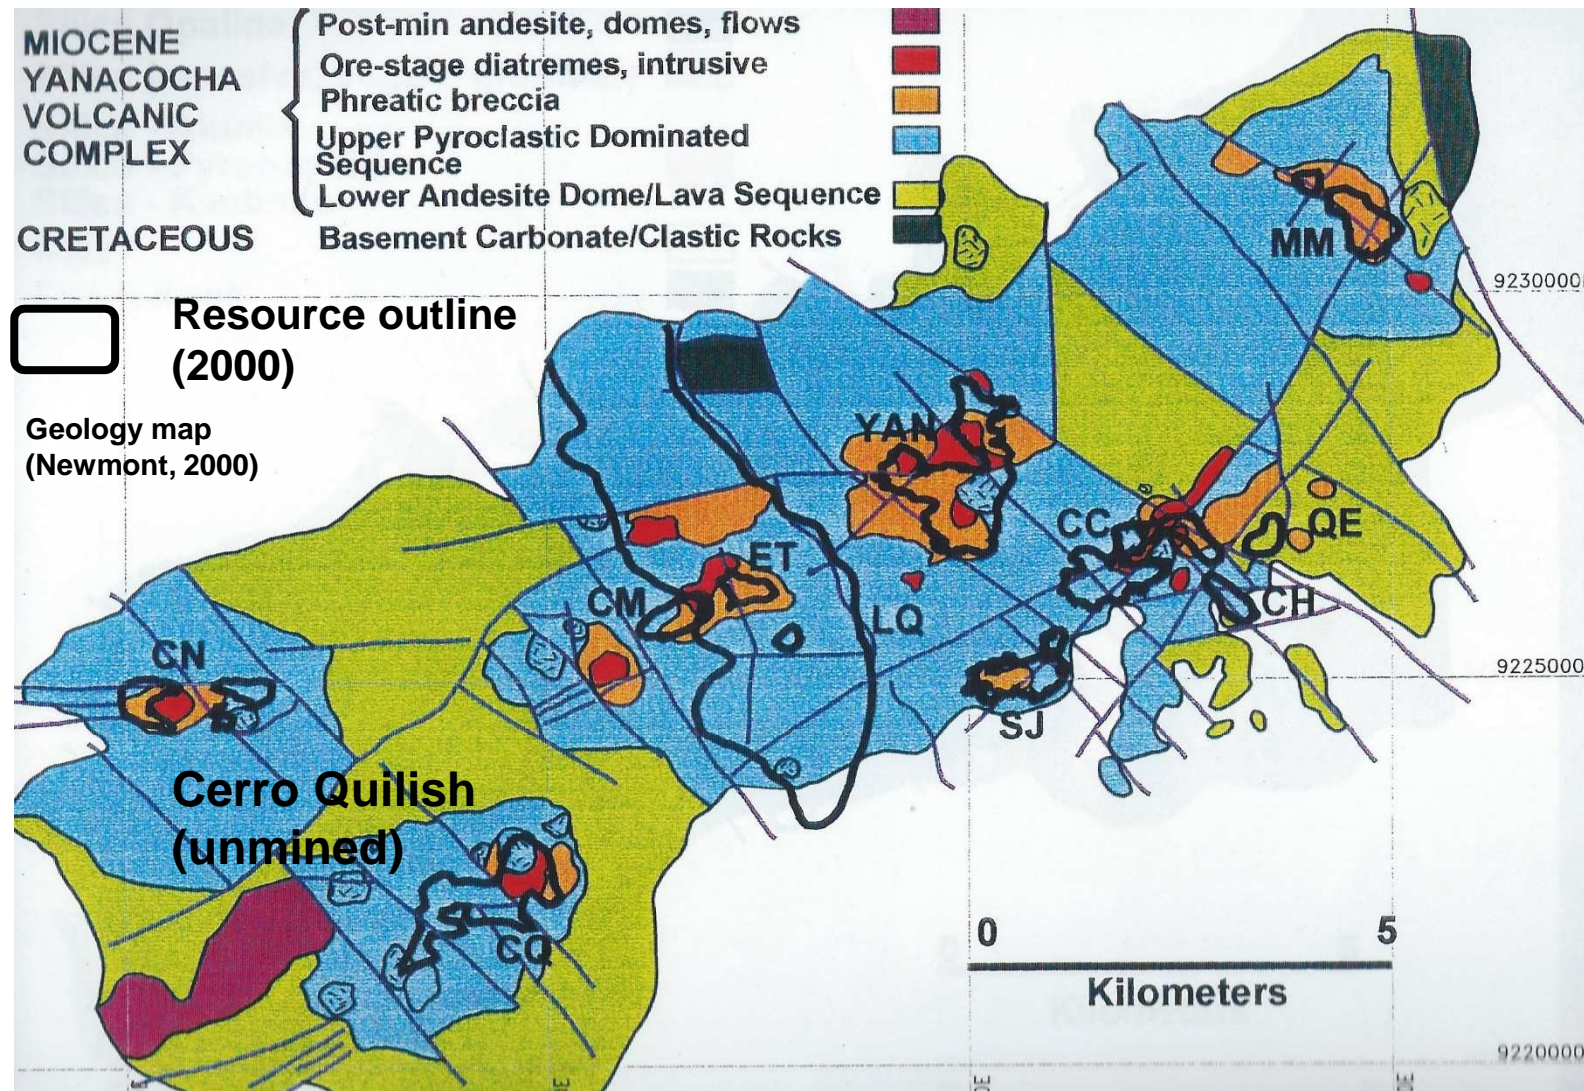 MIOCENE
YANACOCHA
VOLCANIC
COMPLEX
Post-min andesite, domes, flows
Ore-stage diatremes, intrusive
Phreatic breccia
Upper Pyroclastic Dominated
Sequence
Lower Andesite Dome/Lava Sequence
CRETACEOUS
Basement Carbonate/Clastic Rocks
Resource outline
(2000)
Geology map
(Newmont, 2000)
MM
9230000
YAN
CC
QE
ET
CM
LQ
CH
CN
9225000
SJ
Cerro Quilish
(unmined)
CQ
0
5
Kilometers
9220000